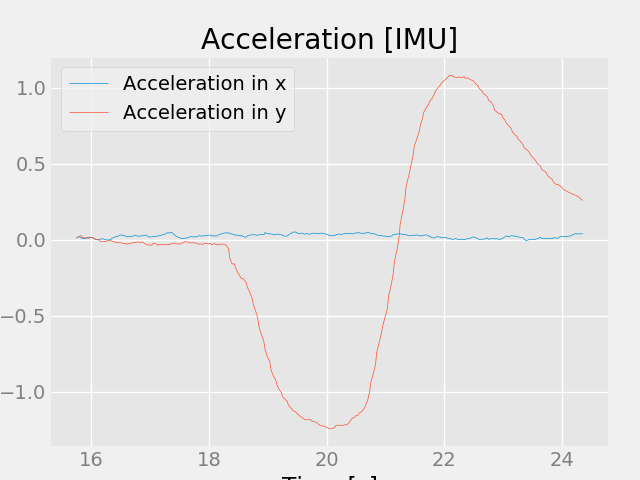 Acceleration [IMU]
Acceleration in x
Acceleration in y
1.0
0.5
0.0
−0.5
−1.0
16 18 20 22 24